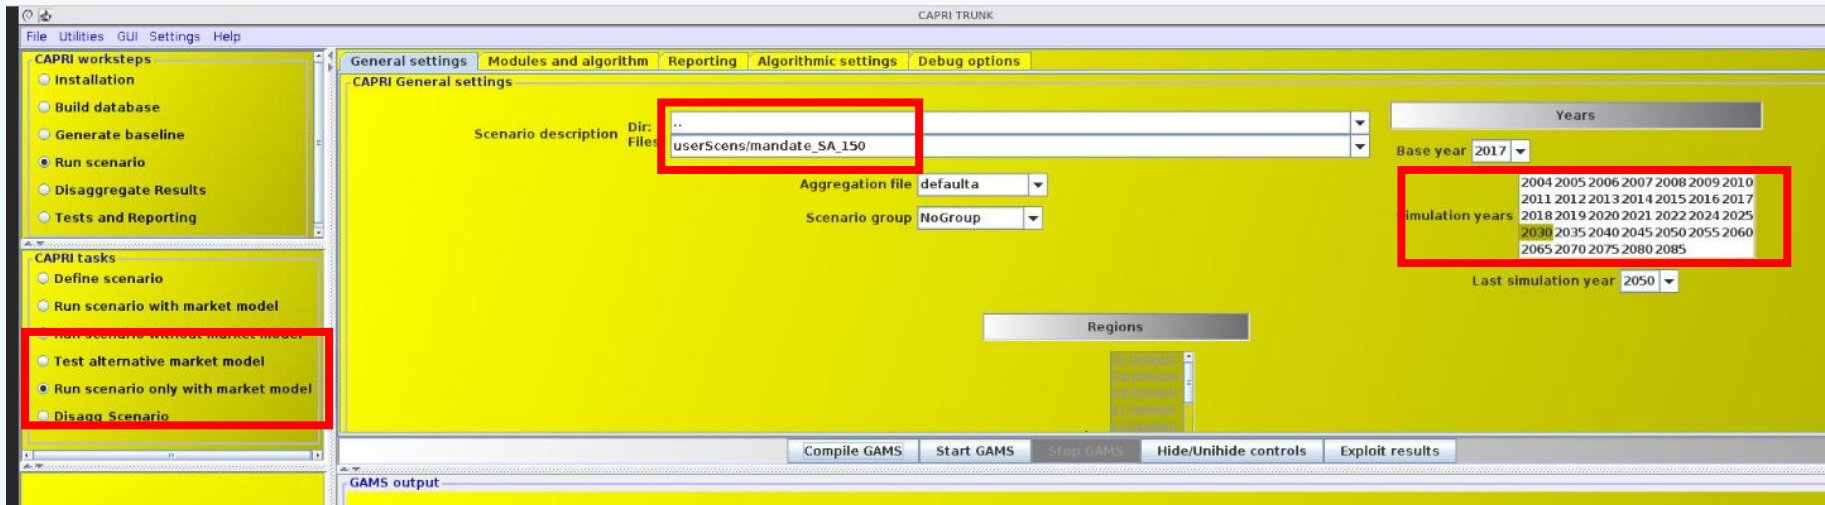 CAPRI TRUNK
File Utilities GUI Settings Help
CAPRI worksteps
Installation
Build database
Generate baseline
Run scenario
Disaggregate Results
Tests and Reporting
CAPRI tasks
Define scenario
Run scenario with market model
Run scenario without market model
Test alternative market model
Run scenario only with market model
Disagg Scenario
General settings Modules and algorithm Reporting Algorithmic settings Debug options
CAPRI General settings
Scenario description
Dir: ..
Files userScens/mandate_SA_150
Aggregation file defaulta
Scenario group NoGroup
Years
Base year 2017
Simulation years
2004 2005 2006 2007 2008 2009 2010
2011 2012 2013 2014 2015 2016 2017
2018 2019 2020 2021 2022 2024 2025
2030 2035 2040 2045 2050 2055 2060
2065 2070 2075 2080 2085
Last simulation year 2050
Regions
Compile GAMS Start GAMS Stop GAMS Hide/Unihide controls Exploit results
GAMS output